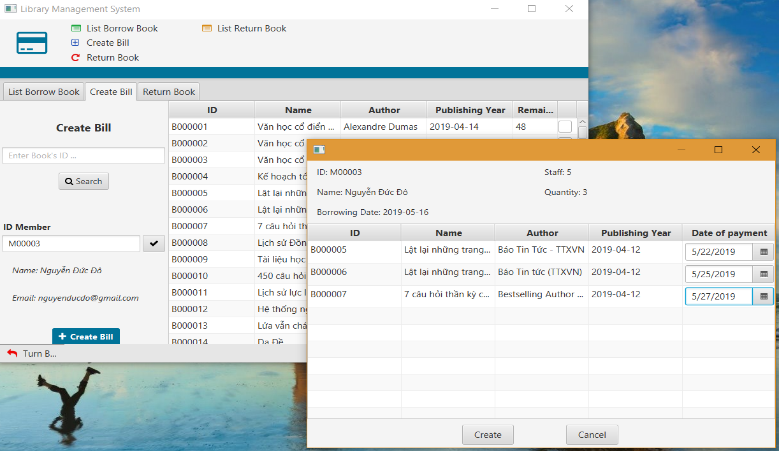 Library Management System
List Borrow Book
List Return Book
Create Bill
Return Book
List Borrow Book Create Bill Return Book
Create Bill
Enter Book's ID ...
Search
ID Member
M00003
Name: Nguyễn Đức Đô
Email: nguyenducdo@gmail.com
Create Bill
Turn B...
ID Name Author Publishing Year Remai...
B000001 Văn học cổ điển ... Alexandre Dumas 2019-04-14 48
B000002 Văn học cổ
B000003 Văn học cổ
B000004 Kế hoạch tố
B000005 Lật lại nhữn
B000006 Lật lại nhữn
B000007 7 câu hỏi th
B000008 Lịch sử Đôn
B000009 Tài liệu học
B000010 450 câu hỏi
B000011 Lịch sử lực l
B000012 Hệ thống ng
B000013 Lửa vẫn chá
B000014 Dạ Đề
ID: M00003
Staff: 5
Name: Nguyễn Đức Đô
Quantity: 3
Borrowing Date: 2019-05-16
ID Name Author Publishing Year Date of payment
B000005 Lật lại những trang... Báo Tin Tức - TTXVN 2019-04-12 5/22/2019
B000006 Lật lại những trang... Báo Tin tức (TTXVN) 2019-04-12 5/25/2019
B000007 7 câu hỏi thần kỳ c... Bestselling Author ... 2019-04-12 5/27/2019
Create
Cancel